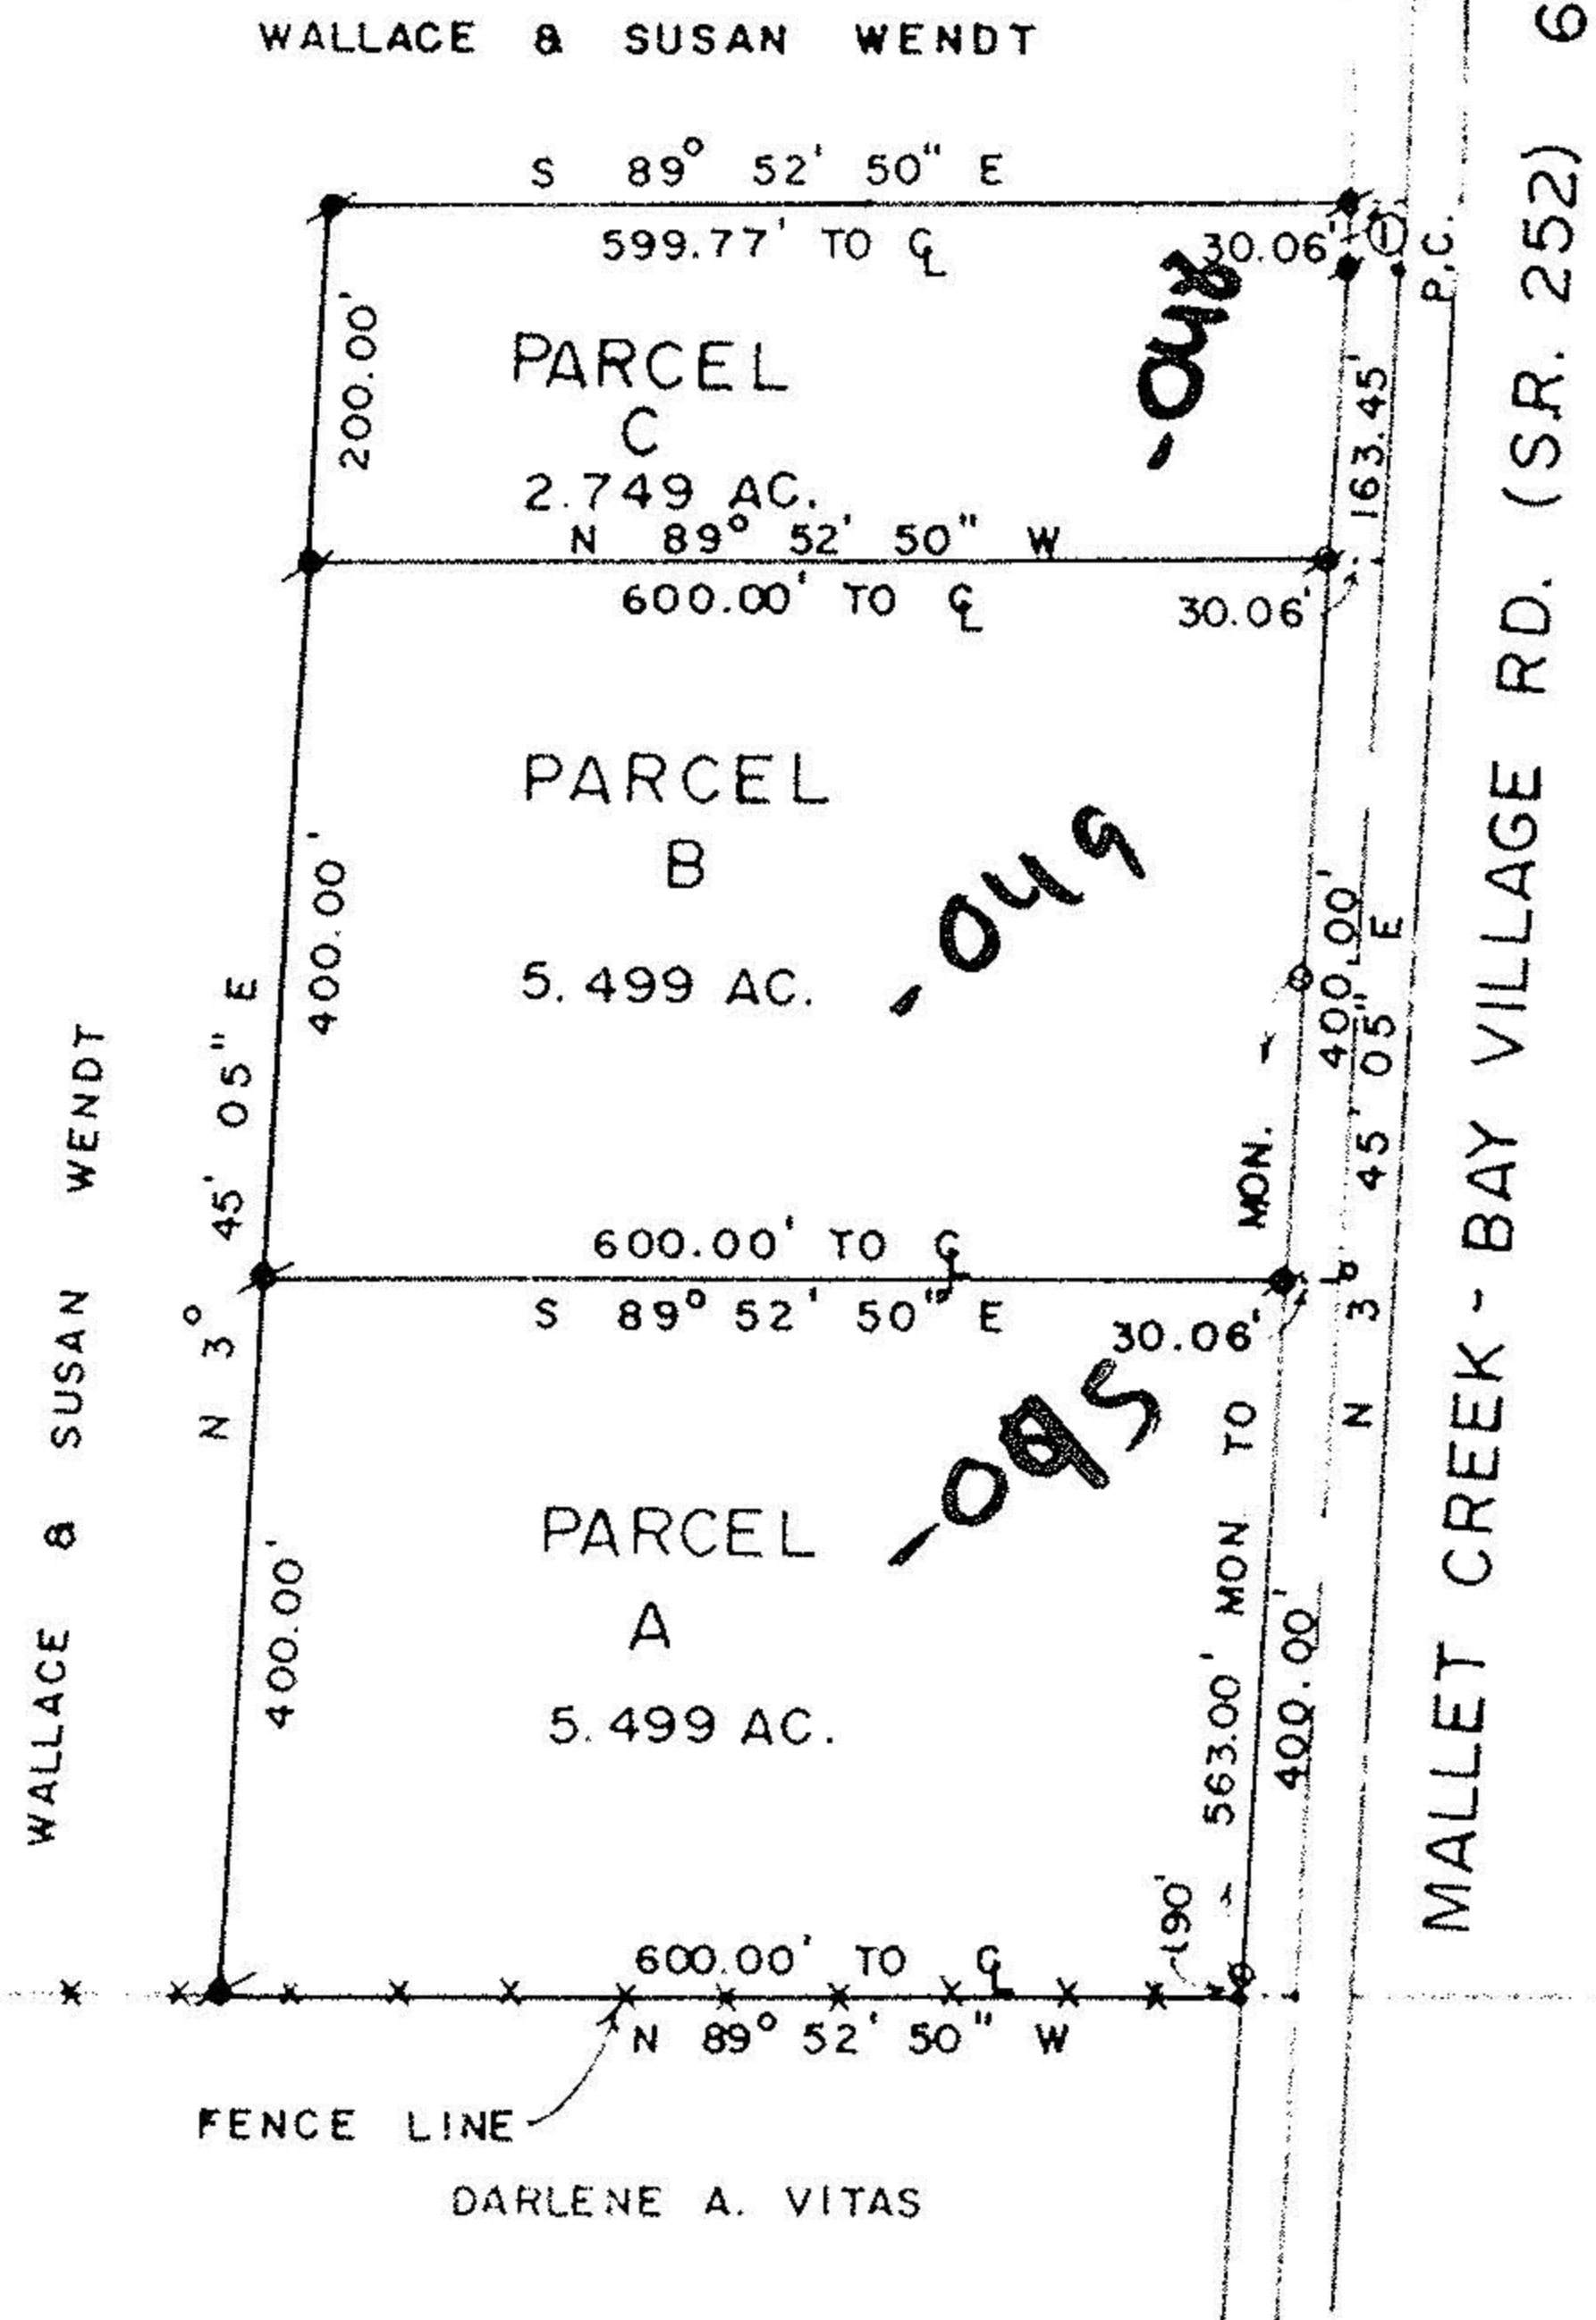 WALLACE & SUSAN WENDT
S 89° 52' 50" E
599.77' TO ℄
30.06'
1
P.C.
200.00'
PARCEL
C
2.749 AC.
-048
163.45'
N 89° 52' 50" W
600.00' TO ℄
30.06'
PARCEL
B
5.499 AC.
-049
400.00'
400.00'
N 3° 45' 05" E
N 3° 45' 05" E
WALLACE & SUSAN WENDT
600.00' TO ℄
S 89° 52' 50" E
30.06'
PARCEL
A
5.499 AC.
400.00'
563.00' MON TO MON.
400.00'
600.00' TO ℄
N 89° 52' 50" W
FENCE LINE
DARLENE A. VITAS
MALLET CREEK - BAY VILLAGE RD. (S.R. 252) 6